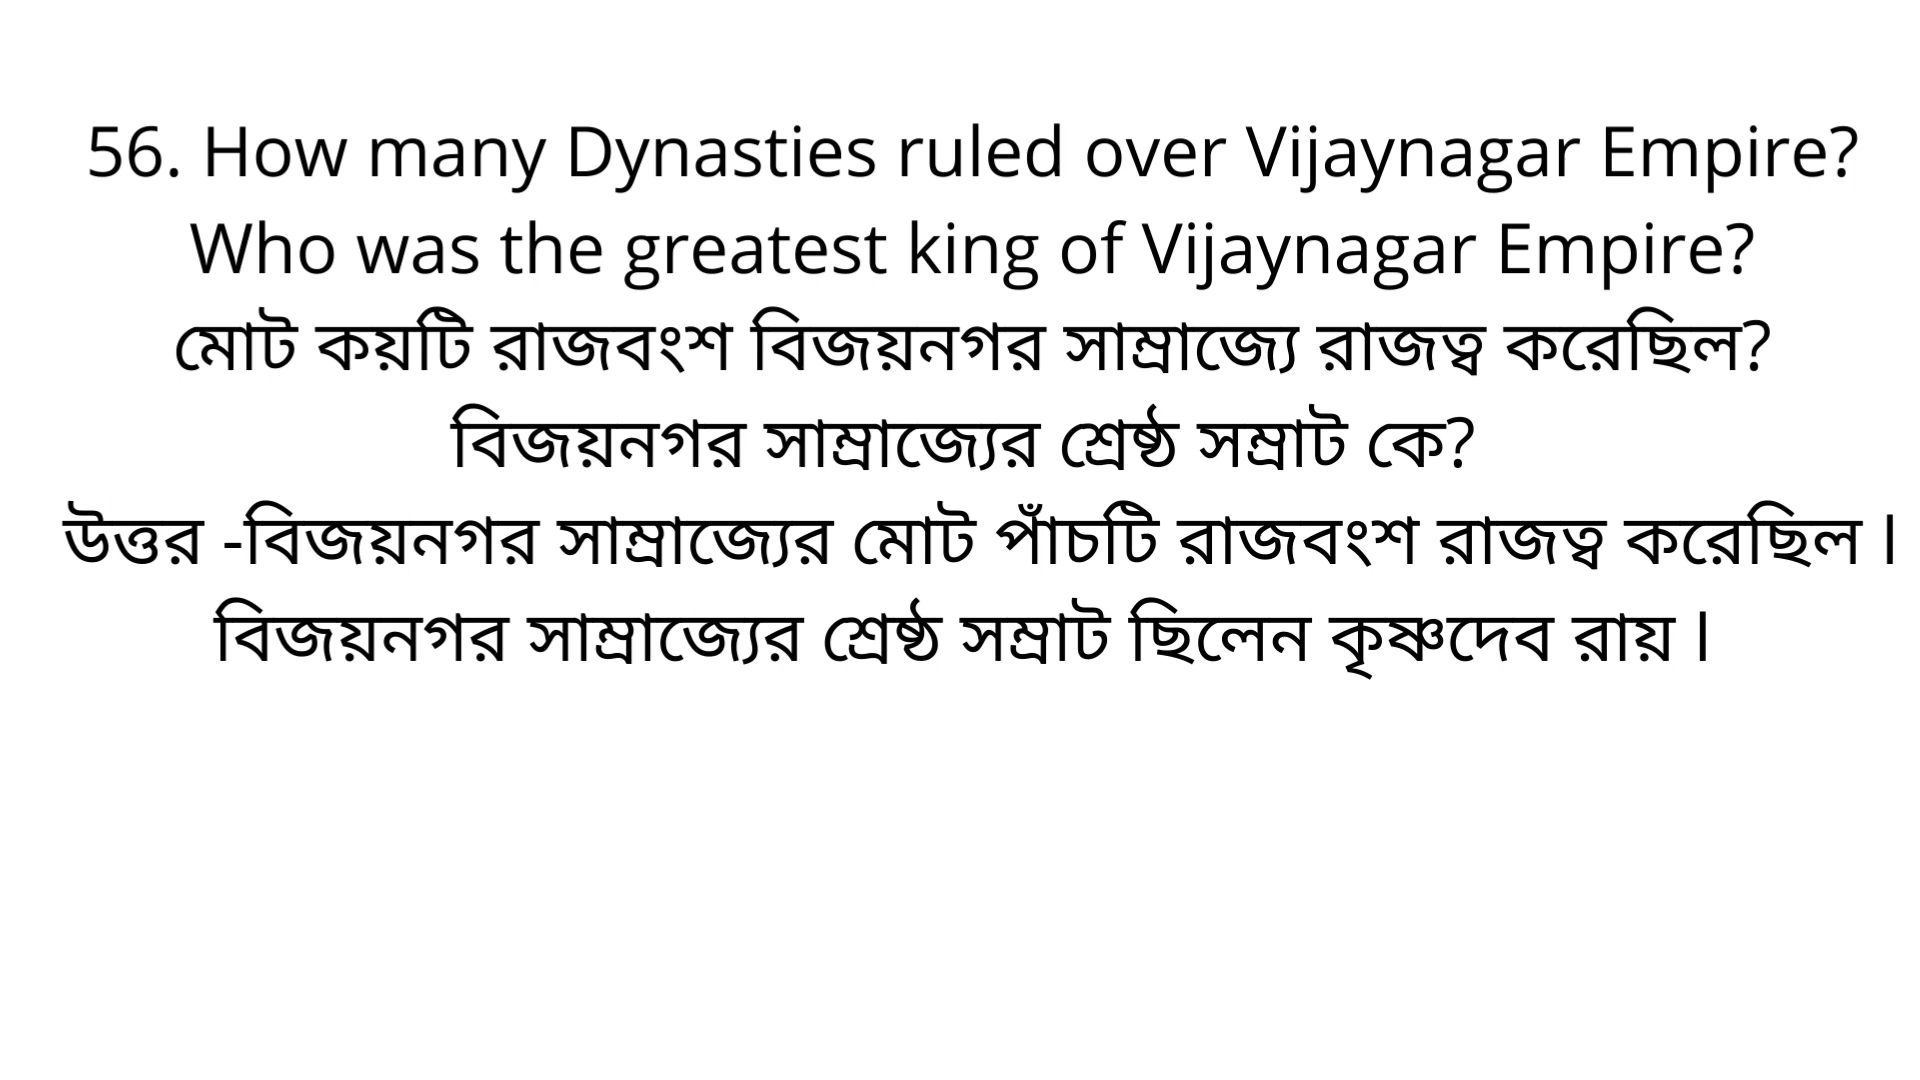 56. How many Dynasties ruled over Vijaynagar Empire?
Who was the greatest king of Vijaynagar Empire?
মোট কয়টি রাজবংশ বিজয়নগর সাম্রাজ্যে রাজত্ব করেছিল?
বিজয়নগর সাম্রাজ্যের শ্রেষ্ঠ সম্রাট কে?
উত্তর -বিজয়নগর সাম্রাজ্যের মোট পাঁচটি রাজবংশ রাজত্ব করেছিল l
বিজয়নগর সাম্রাজ্যের শ্রেষ্ঠ সম্রাট ছিলেন কৃষ্ণদেব রায় l